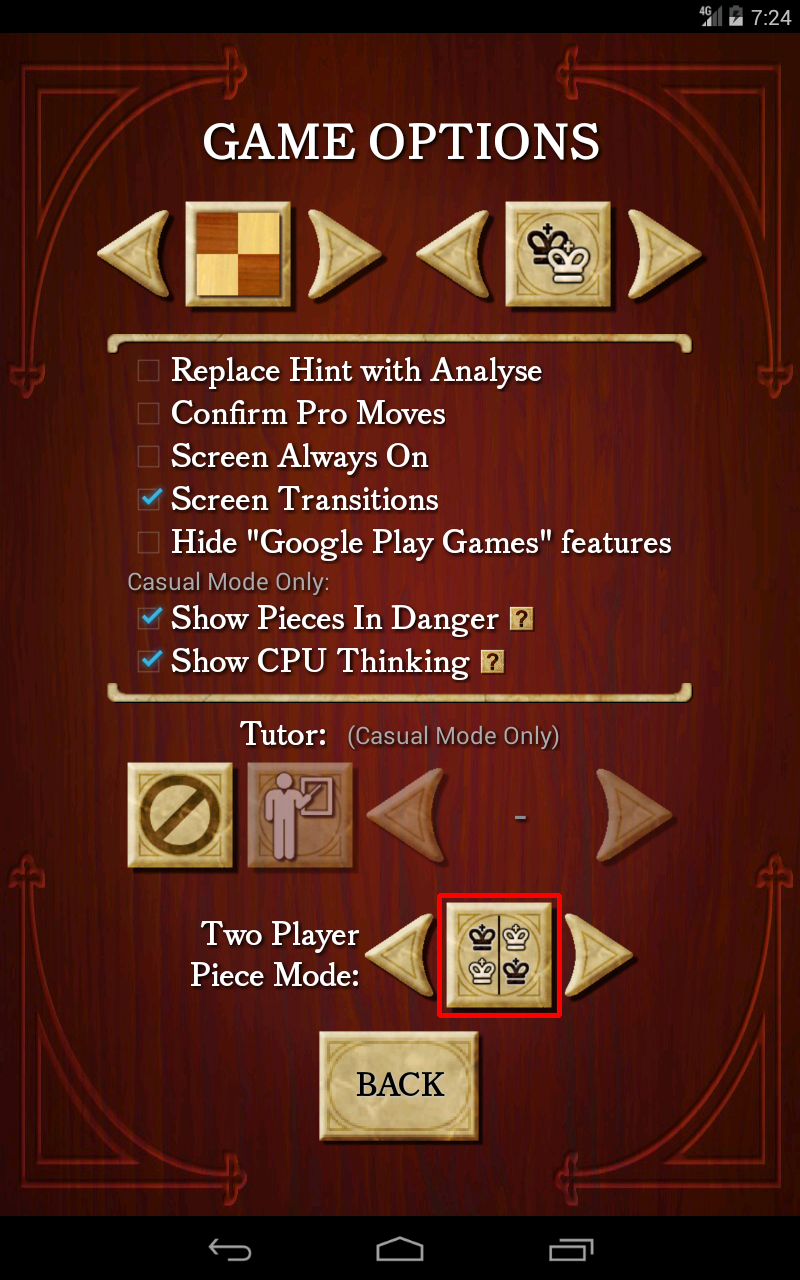 4G 7:24
GAME OPTIONS
Replace Hint with Analyse
Confirm Pro Moves
Screen Always On
Screen Transitions
Hide "Google Play Games" features
Casual Mode Only:
Show Pieces In Danger ?
Show CPU Thinking ?
Tutor: (Casual Mode Only)
-
Two Player
Piece Mode:
BACK